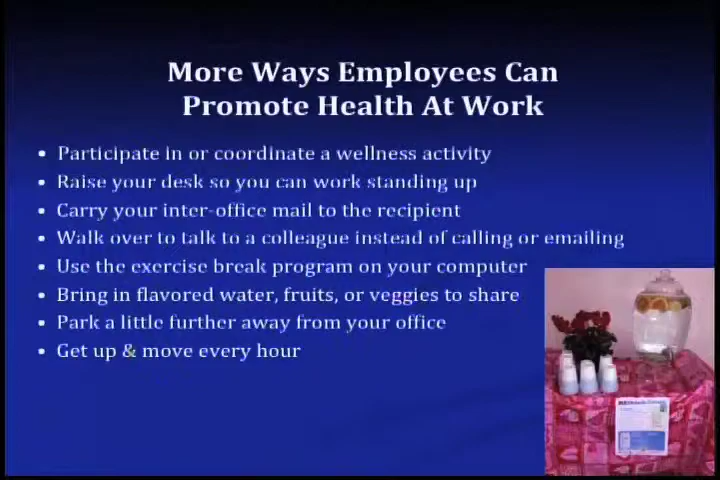 More Ways Employees Can
Promote Health At Work
• Participate in or coordinate a wellness activity
• Raise your desk so you can work standing up
• Carry your inter-office mail to the recipient
• Walk over to talk to a colleague instead of calling or emailing
• Use the exercise break program on your computer
• Bring in flavored water, fruits, or veggies to share
• Park a little further away from your office
• Get up & move every hour